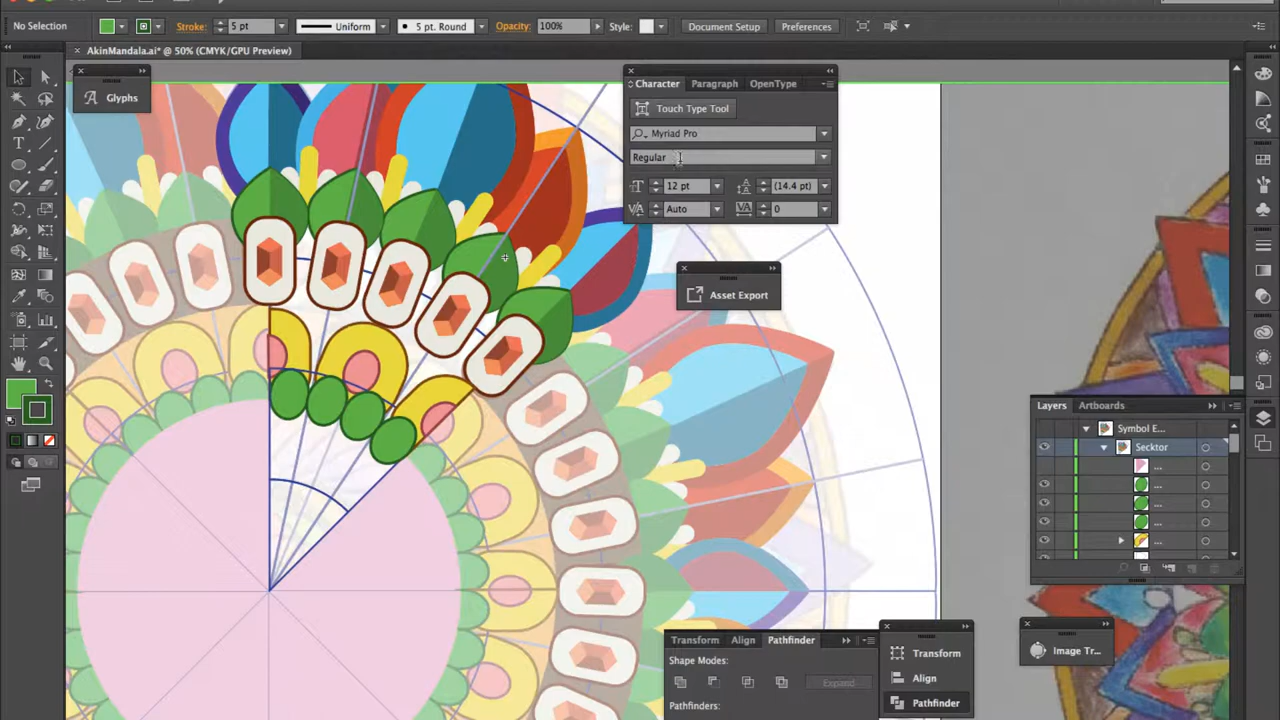 No Selection Stroke: 5 pt Uniform 5 pt. Round Opacity: 100% Style: Document Setup Preferences
AkinMandala.ai* @ 50% (CMYK/GPU Preview)
Glyphs
Character Paragraph OpenType
Touch Type Tool
Myriad Pro
Regular
12 pt (14.4 pt)
Auto 0
Asset Export
Layers Artboards
Symbol E...
Secktor
...
...
...
...
...
Transform Align Pathfinder
Shape Modes:
Expand
Pathfinders:
Transform
Align
Pathfinder
Image Tr...